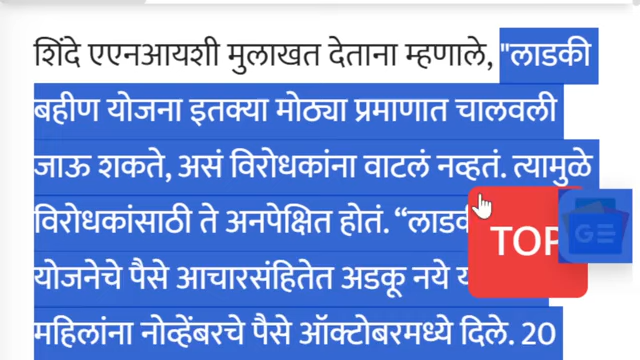 शिंदे एएनआयशी मुलाखत देताना म्हणाले, "लाडकी
बहीण योजना इतक्या मोठ्या प्रमाणात चालवली
जाऊ शकते, असं विरोधकांना वाटलं नव्हतं. त्यामुळे
विरोधकांसाठी ते अनपेक्षित होतं. “
योजनेचे पैसे आचारसंहितेत अडकू नये
महिलांना नोव्हेंबरचे पैसे ऑक्टोबरमध्ये दिले. 20
TOP
GE